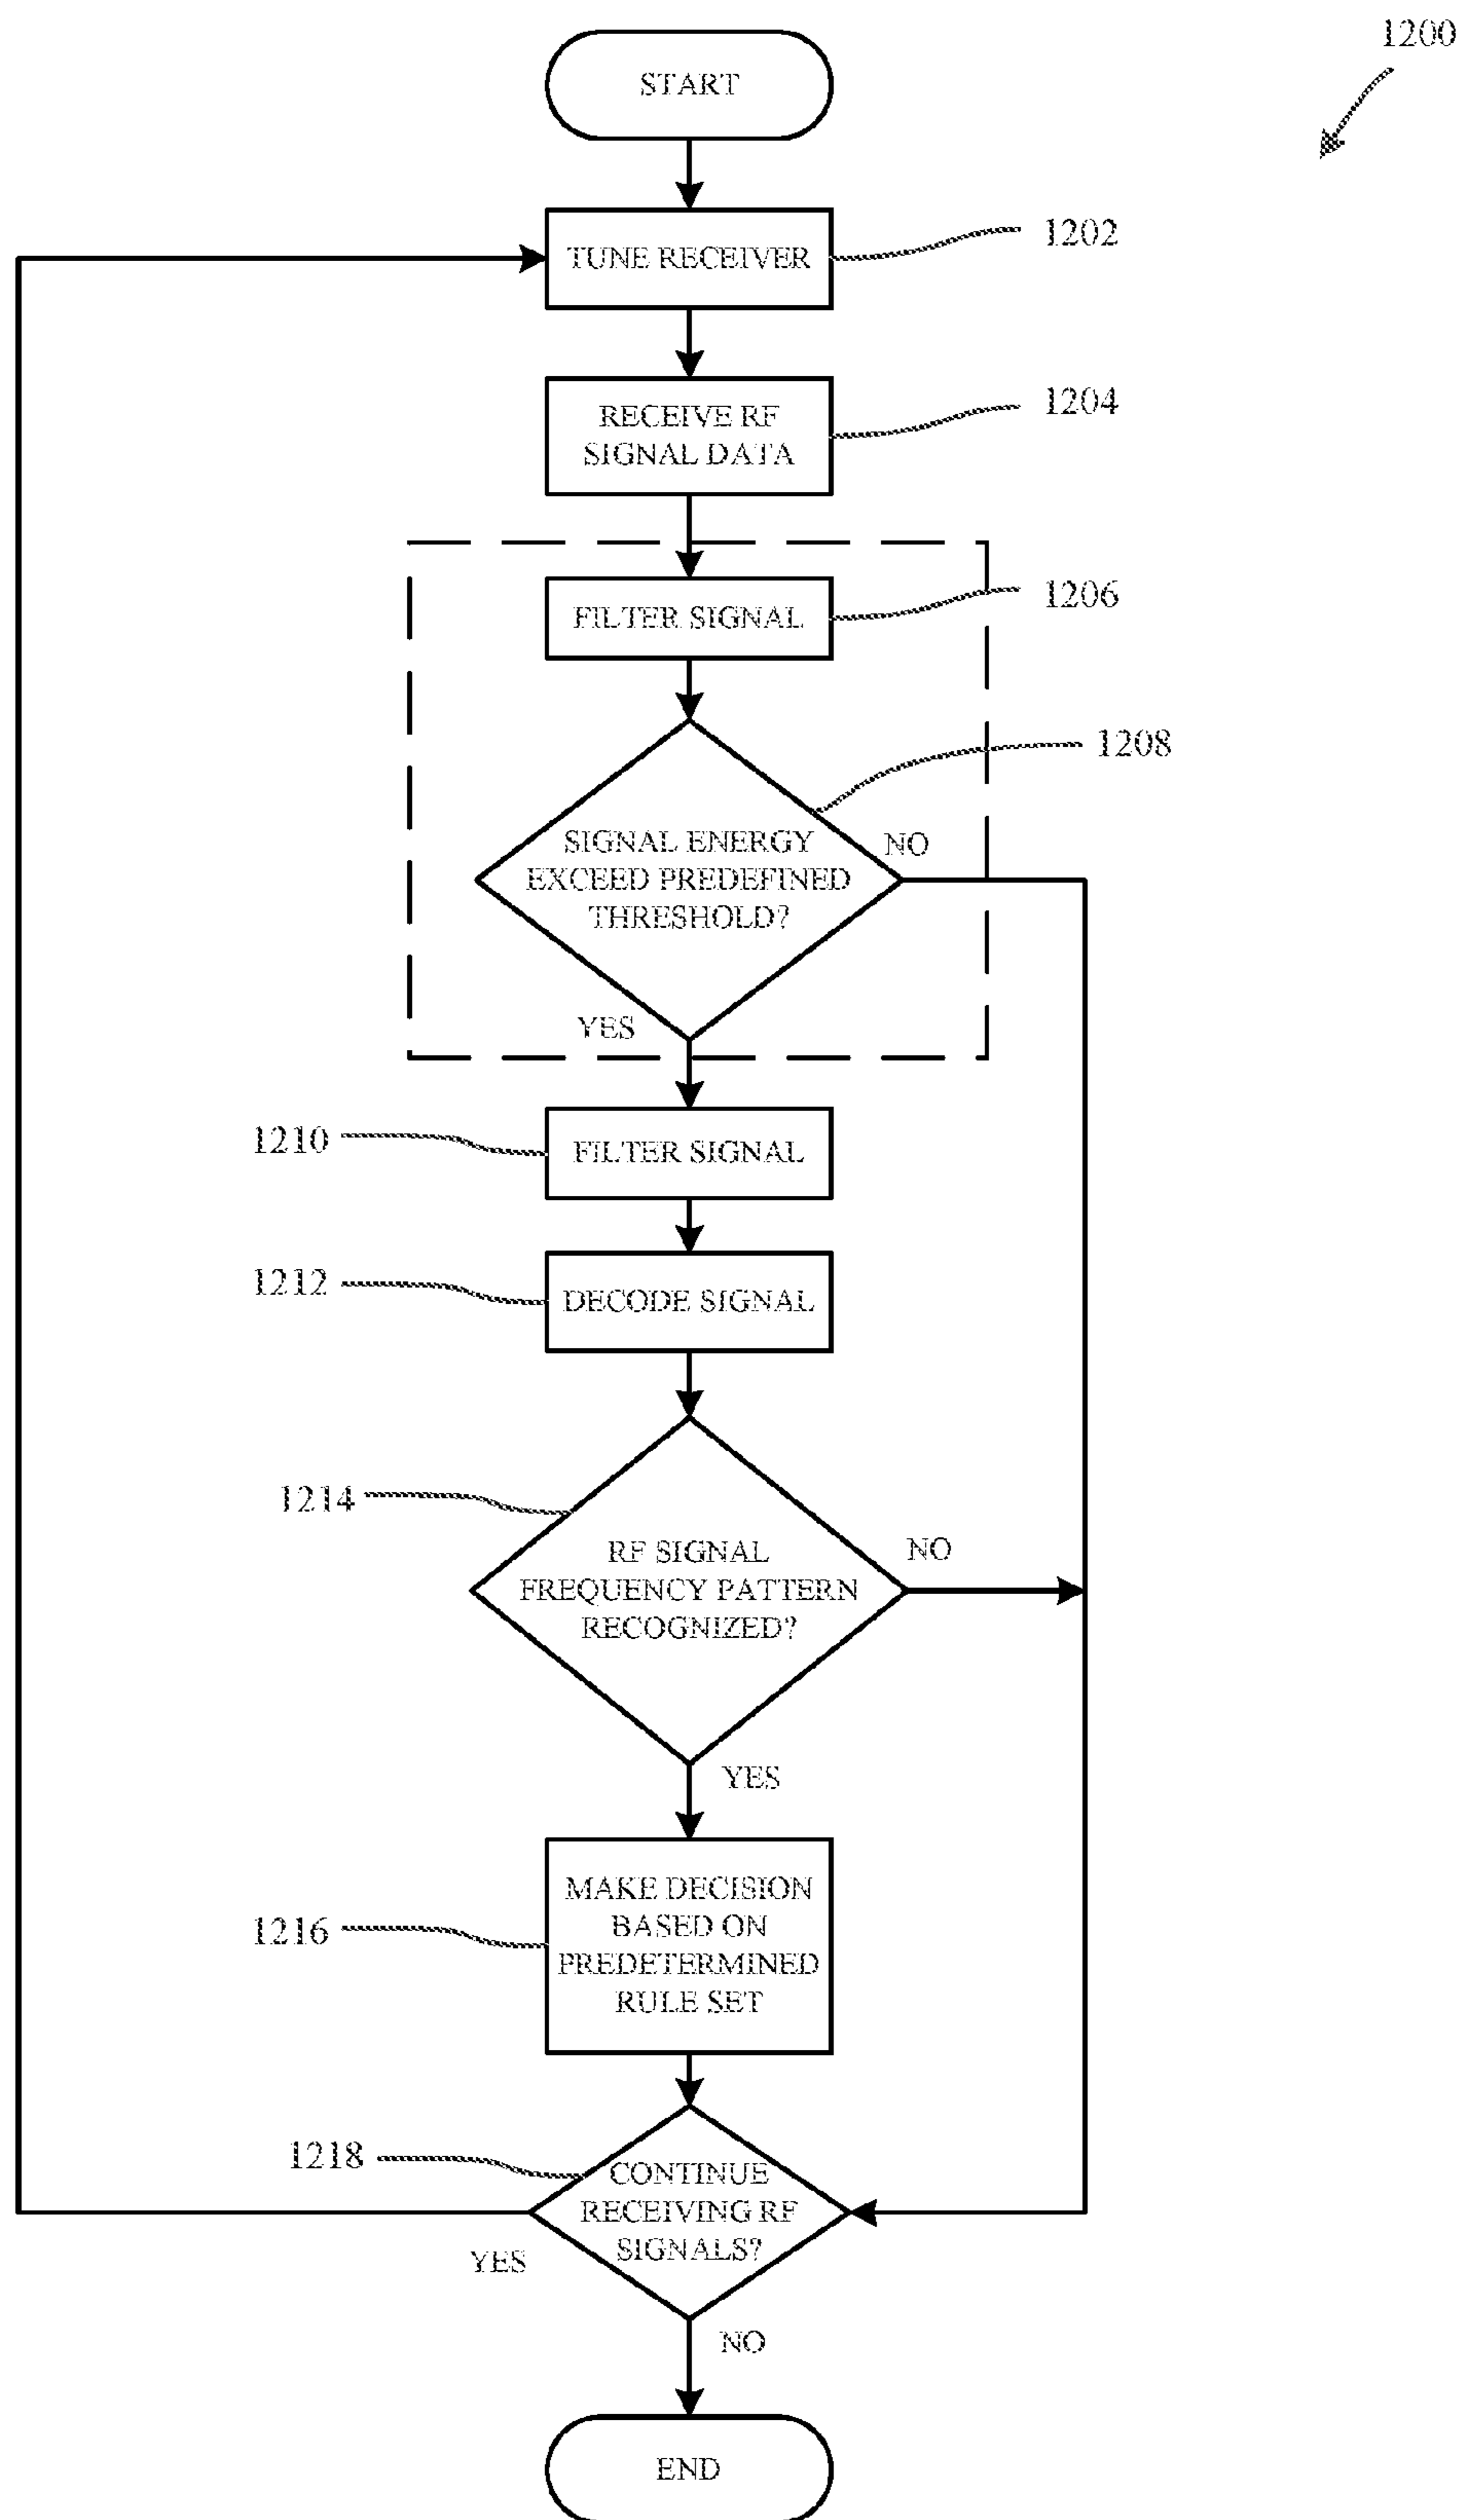 1200
START
TUNE RECEIVER
1202
RECEIVE RF
SIGNAL DATA
1204
FILTER SIGNAL
1206
1208
SIGNAL ENERGY
EXCEED PREDEFINED
THRESHOLD?
NO
YES
1210
FILTER SIGNAL
1212
DECODE SIGNAL
1214
RF SIGNAL
FREQUENCY PATTERN
RECOGNIZED?
NO
YES
1216
MAKE DECISION
BASED ON
PREDETERMINED
RULE SET
1218
CONTINUE
RECEIVING RF
SIGNALS?
YES
NO
END